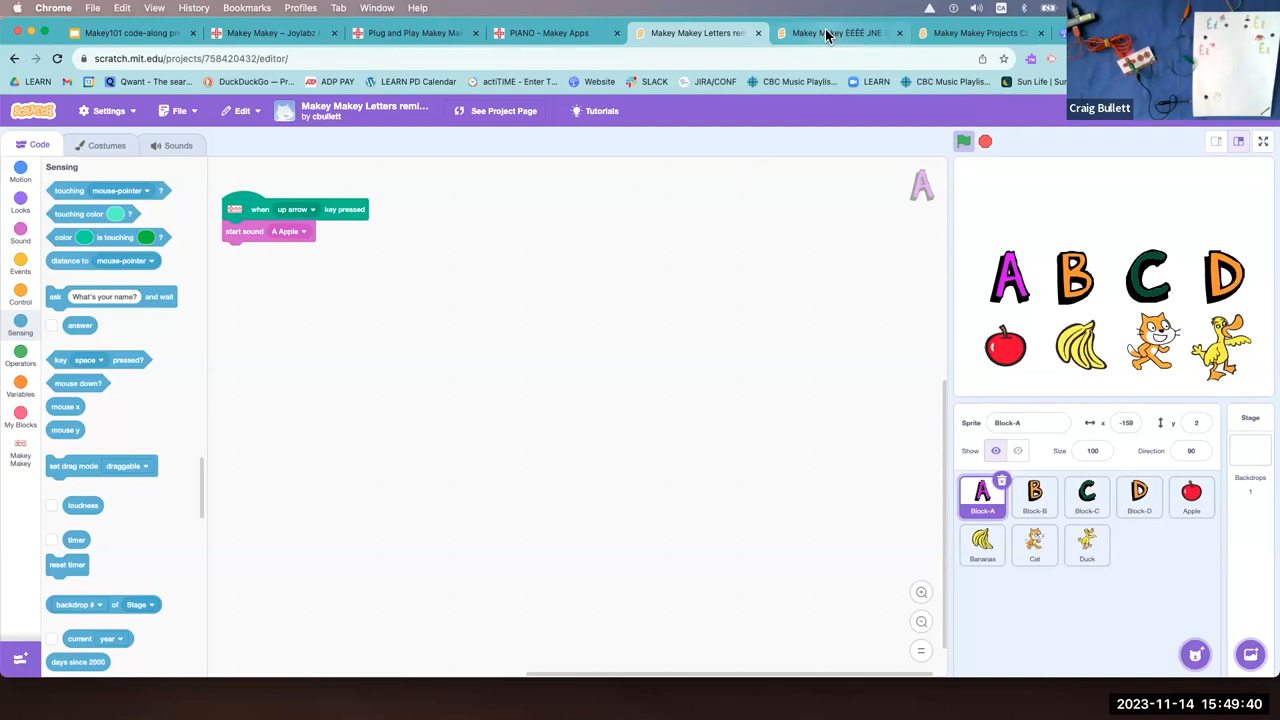 Chrome File Edit View History Bookmarks Profiles Tab Window Help
Makey101 code-along pr
Makey Makey – Joylabz
Plug and Play Makey Ma
PIANO - Makey Apps
Makey Makey Letters rem
Makey Makey ÉÈÊË JNE
Makey Makey Projects C
scratch.mit.edu/projects/758420432/editor/
LEARN
Qwant - The sear...
DuckDuckGo — Pr...
ADP PAY
LEARN PD Calendar
actiTIME - Enter T...
Website
SLACK
JIRA/CONF
CBC Music Playlis...
LEARN
CBC Music Playlis...
Sun Life | Sun
Craig Bullett
SCRATCH
Settings
File
Edit
Makey Makey Letters remi...
by cbullett
See Project Page
Tutorials
Code
Costumes
Sounds
Motion
Looks
Sound
Events
Control
Sensing
Operators
Variables
My Blocks
Makey Makey
Sensing
touching mouse-pointer ?
touching color ?
color is touching ?
distance to mouse-pointer
ask What's your name? and wait
answer
key space pressed?
mouse down?
mouse x
mouse y
set drag mode draggable
loudness
timer
reset timer
backdrop # of Stage
current year
days since 2000
when up arrow key pressed
start sound A Apple
A B C D
Sprite Block-A x -159 y 2
Show Size 100 Direction 90
Block-A
Block-B
Block-C
Block-D
Apple
Bananas
Cat
Duck
Stage
Backdrops
1
2023-11-14 15:49:40